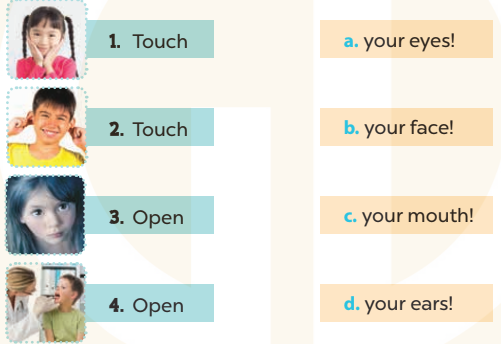 1. Touch
a. your eyes!
2. Touch
b. your face!
3. Open
c. your mouth!
4. Open
d. your ears!